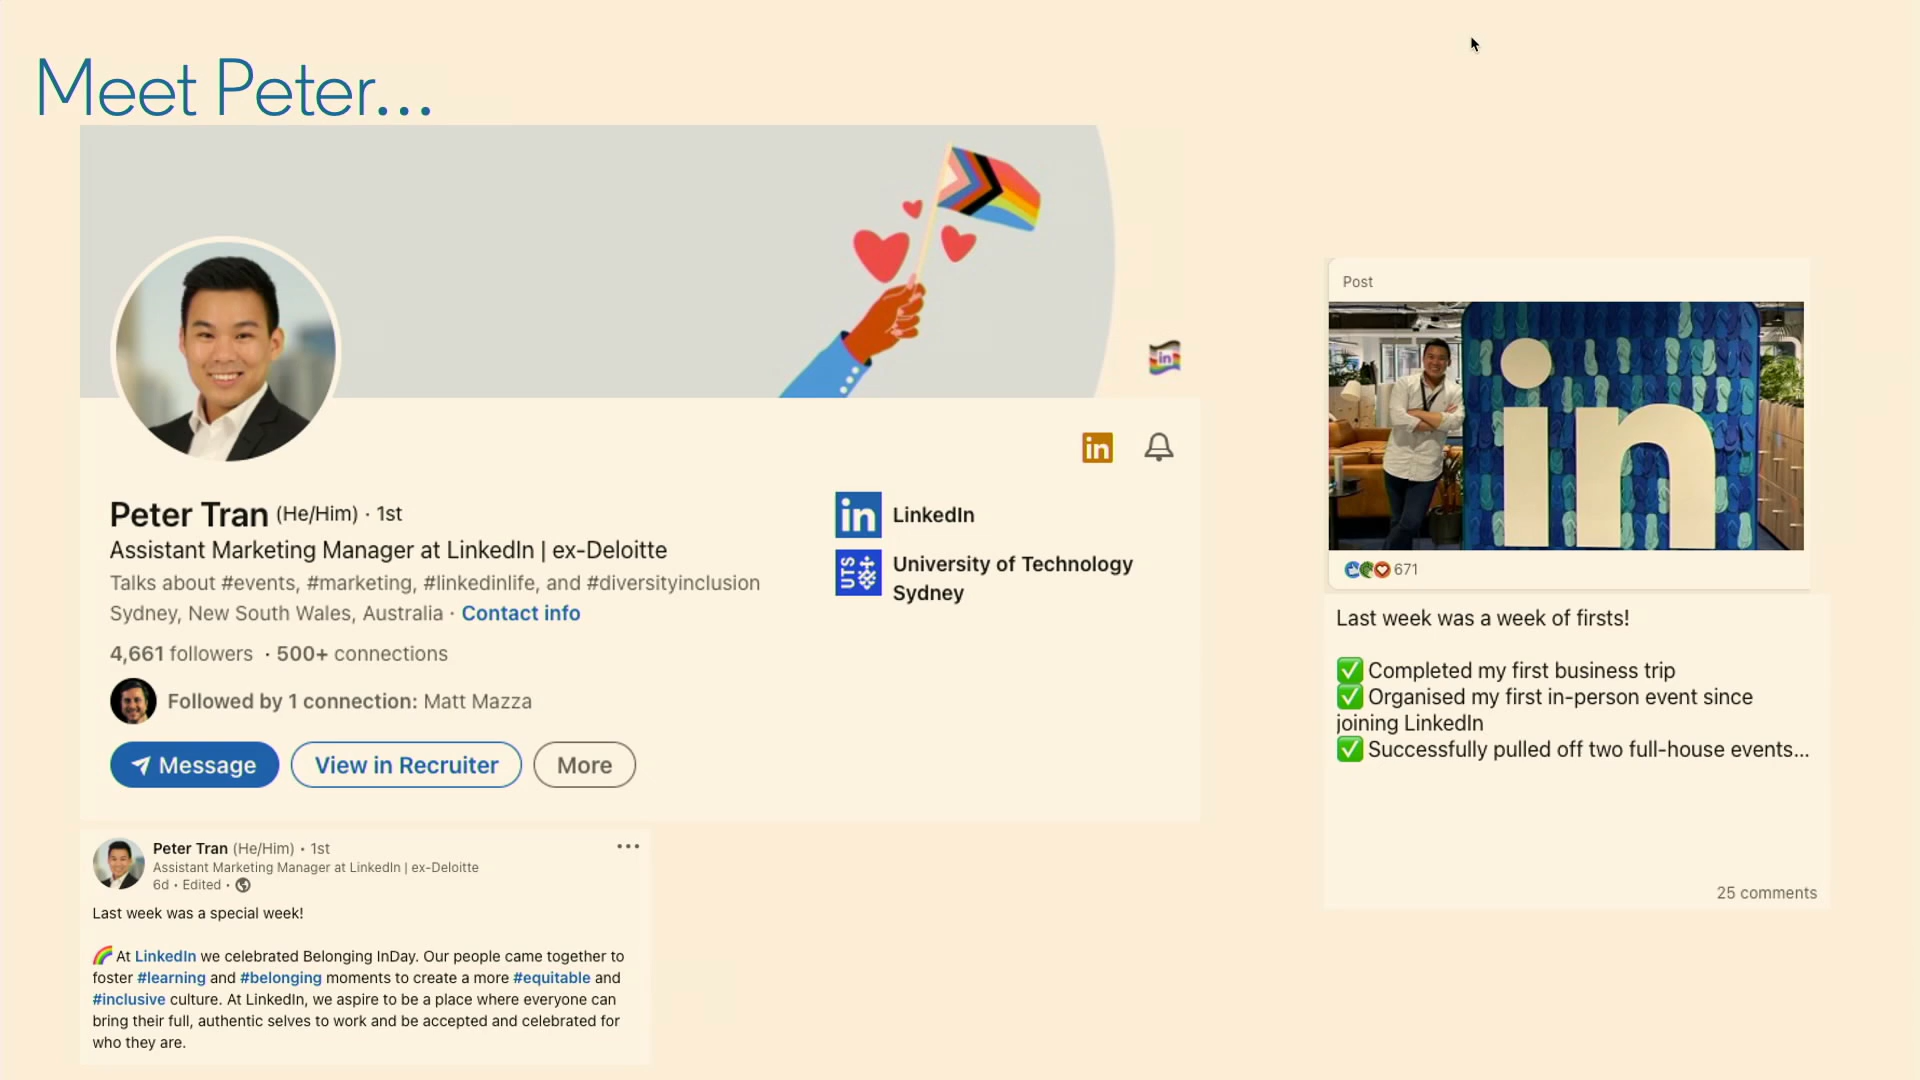 Meet Peter...
in
in
Peter Tran (He/Him) · 1st
Assistant Marketing Manager at LinkedIn | ex-Deloitte
Talks about #events, #marketing, #linkedinlife, and #diversityinclusion
Sydney, New South Wales, Australia · Contact info
4,661 followers · 500+ connections
Followed by 1 connection: Matt Mazza
Message
View in Recruiter
More
in LinkedIn
UTS University of Technology
Sydney
Peter Tran (He/Him) • 1st
Assistant Marketing Manager at LinkedIn | ex-Deloitte
6d • Edited •
Last week was a special week!
At LinkedIn we celebrated Belonging InDay. Our people came together to
foster #learning and #belonging moments to create a more #equitable and
#inclusive culture. At LinkedIn, we aspire to be a place where everyone can
bring their full, authentic selves to work and be accepted and celebrated for
who they are.
Post
in
671
Last week was a week of firsts!
✅ Completed my first business trip
✅ Organised my first in-person event since
joining LinkedIn
✅ Successfully pulled off two full-house events...
25 comments